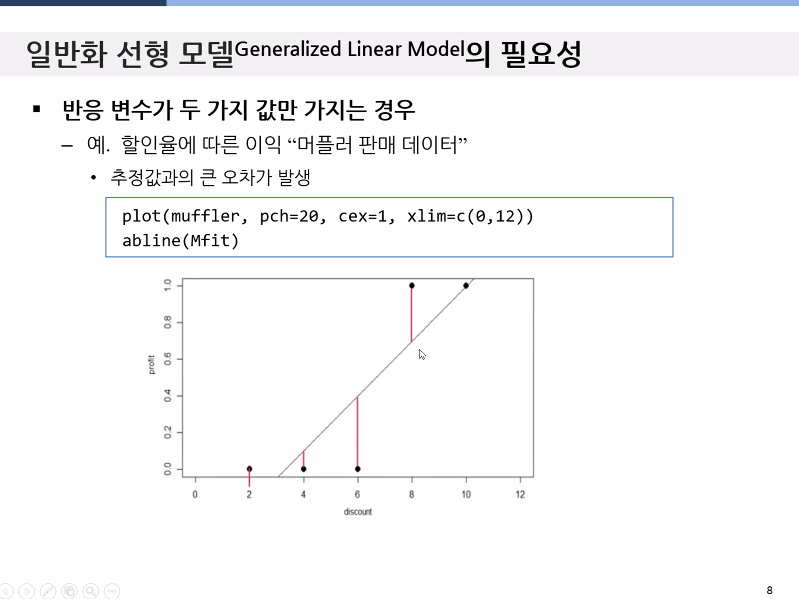 일반화 선형 모델Generalized Linear Model의 필요성
▪ 반응 변수가 두 가지 값만 가지는 경우
– 예. 할인율에 따른 이익 “머플러 판매 데이터”
• 추정값과의 큰 오차가 발생
plot(muffler, pch=20, cex=1, xlim=c(0,12))
abline(Mfit)
1.0
0.8
0.6
0.4
0.2
0.0
profit
0 2 4 6 8 10 12
discount
8